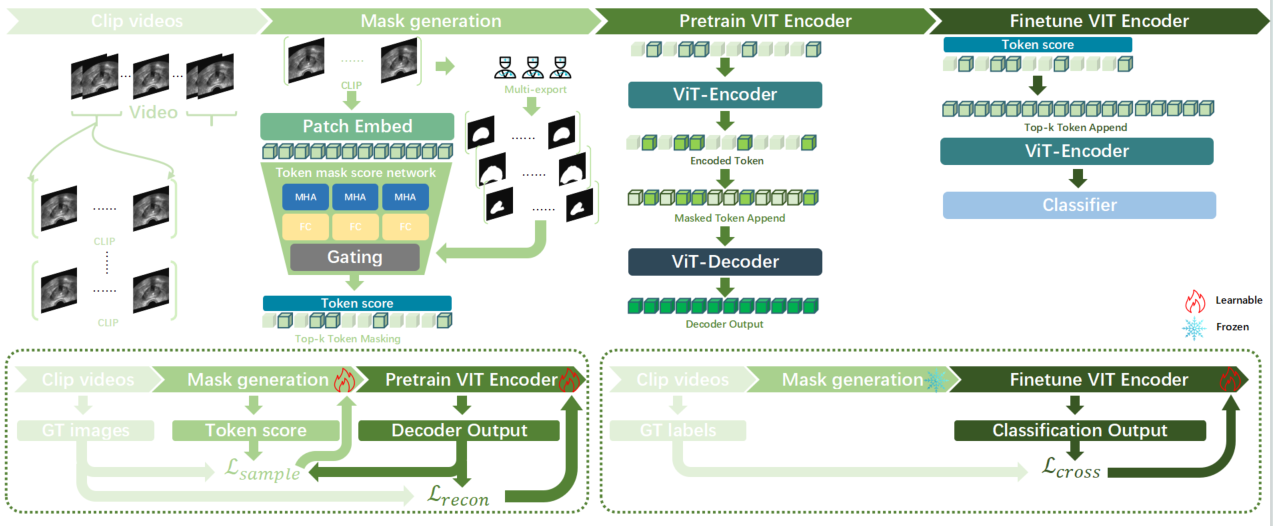 Clip videos
Mask generation
Pretrain VIT Encoder
Finetune VIT Encoder
...... ......
Video
......
CLIP
......
CLIP
......
CLIP
Multi-export
Patch Embed
Token mask score network
MHA MHA MHA
FC FC FC
Gating
Token score
Top-k Token Masking
......
......
......
ViT-Encoder
Encoded Token
Masked Token Append
ViT-Decoder
Decoder Output
Token score
Top-k Token Append
ViT-Encoder
Classifier
Learnable
Frozen
Clip videos
Mask generation
Pretrain VIT Encoder
GT images
Token score
Decoder Output
ℒsample
ℒrecon
Clip videos
Mask generation
Finetune VIT Encoder
GT labels
Classification Output
ℒcross